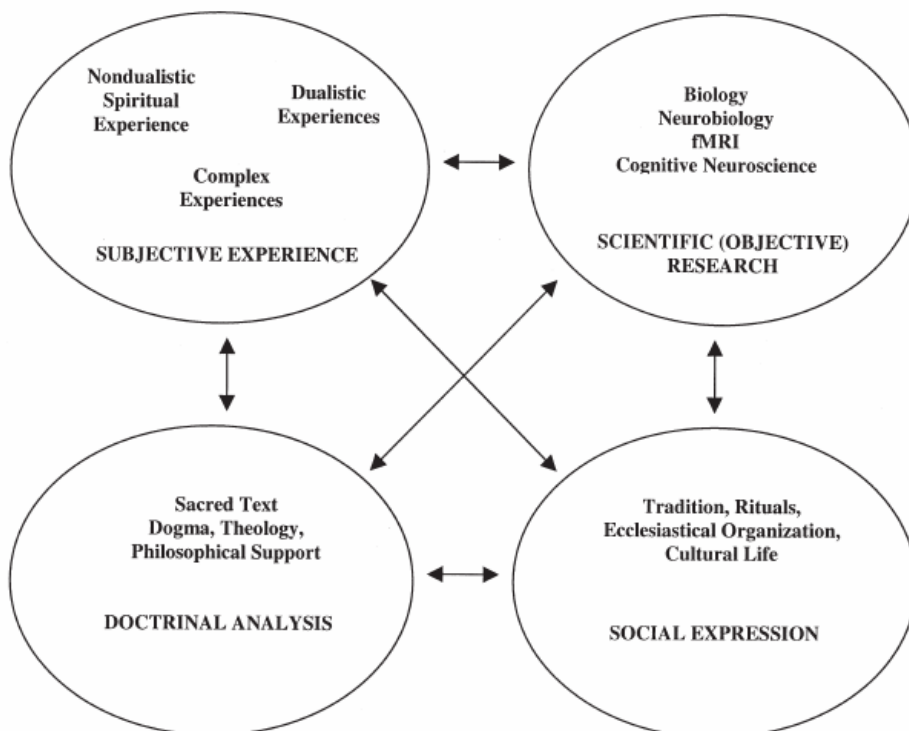 Nondualistic
Spiritual
Experience
Dualistic
Experiences
Complex
Experiences
SUBJECTIVE EXPERIENCE
Biology
Neurobiology
fMRI
Cognitive Neuroscience
SCIENTIFIC (OBJECTIVE)
RESEARCH
Sacred Text
Dogma, Theology,
Philosophical Support
DOCTRINAL ANALYSIS
Tradition, Rituals,
Ecclesiastical Organization,
Cultural Life
SOCIAL EXPRESSION